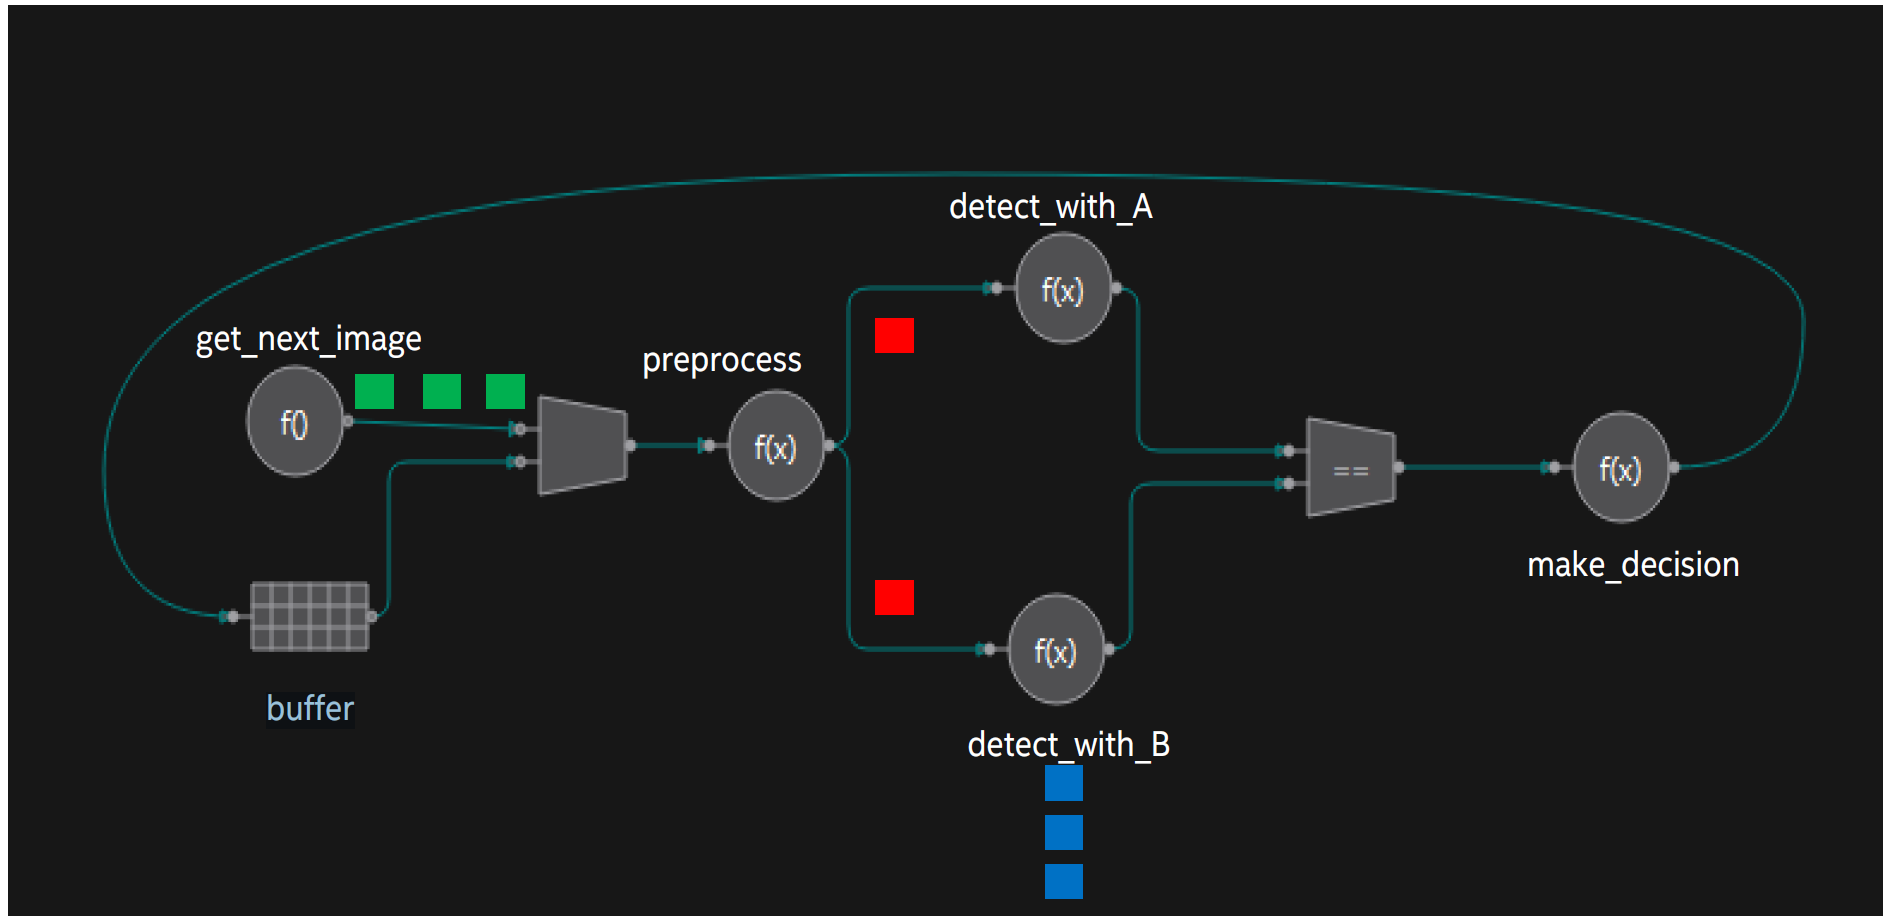 detect_with_A
f(x)
get_next_image
f()
preprocess
f(x)
==
f(x)
make_decision
f(x)
detect_with_B
buffer